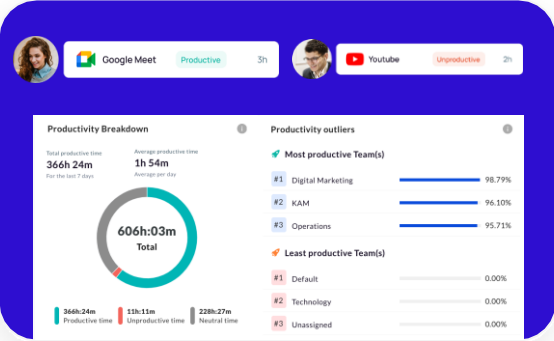 Google Meet Productive 3h
Youtube Unproductive 2h
Productivity Breakdown
Total productive time
366h 24m
For the last 7 days
Average productive time
1h 54m
Average per day
606h:03m
Total
366h:24m
Productive time
11h:11m
Unproductive time
228h:27m
Neutral time
Productivity outliers
Most productive Team(s)
#1 Digital Marketing 98.79%
#2 KAM 96.10%
#3 Operations 95.71%
Least productive Team(s)
#1 Default 0.00%
#2 Technology 0.00%
#3 Unassigned 0.00%